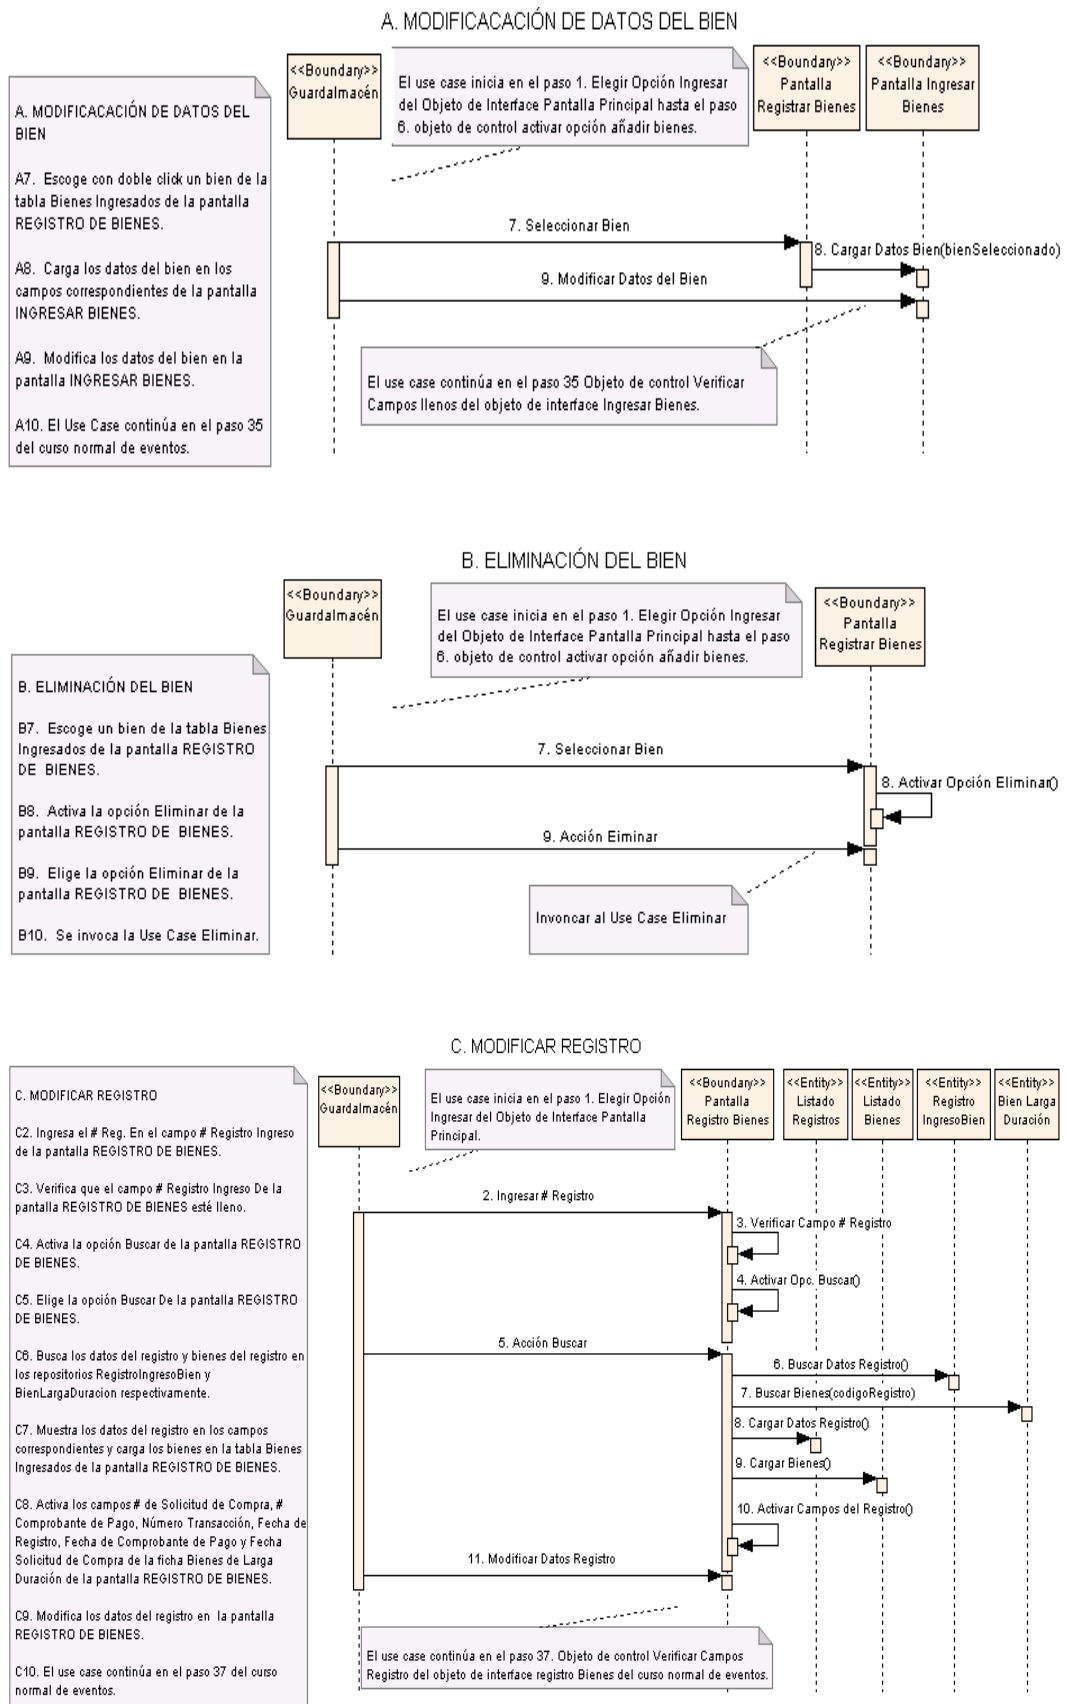 A. MODIFICACACIÓN DE DATOS DEL BIEN
<<Boundary>>
Guardalmacén
El use case inicia en el paso 1. Elegir Opción Ingresar
del Objeto de Interface Pantalla Principal hasta el paso
6. objeto de control activar opción añadir bienes.
<<Boundary>>
Pantalla
Registrar Bienes
<<Boundary>>
Pantalla Ingresar
Bienes
A. MODIFICACACIÓN DE DATOS DEL
BIEN
A7. Escoge con doble click un bien de la
tabla Bienes Ingresados de la pantalla
REGISTRO DE BIENES.
A8. Carga los datos del bien en los
campos correspondientes de la pantalla
INGRESAR BIENES.
A9. Modifica los datos del bien en la
pantalla INGRESAR BIENES.
A10. El Use Case continúa en el paso 35
del curso normal de eventos.
7. Seleccionar Bien
8. Cargar Datos Bien(bienSeleccionado)
9. Modificar Datos del Bien
El use case continúa en el paso 35 Objeto de control Verificar
Campos llenos del objeto de interface Ingresar Bienes.
B. ELIMINACIÓN DEL BIEN
<<Boundary>>
Guardalmacén
El use case inicia en el paso 1. Elegir Opción Ingresar
del Objeto de Interface Pantalla Principal hasta el paso
6. objeto de control activar opción añadir bienes.
<<Boundary>>
Pantalla
Registrar Bienes
B. ELIMINACIÓN DEL BIEN
B7. Escoge un bien de la tabla Bienes
Ingresados de la pantalla REGISTRO
DE BIENES.
B8. Activa la opción Eliminar de la
pantalla REGISTRO DE BIENES.
B9. Elige la opción Eliminar de la
pantalla REGISTRO DE BIENES.
B10. Se invoca la Use Case Eliminar.
7. Seleccionar Bien
8. Activar Opción Eliminar()
9. Acción Eiminar
Invoncar al Use Case Eliminar
C. MODIFICAR REGISTRO
<<Boundary>>
Guardalmacén
El use case inicia en el paso 1. Elegir Opción
Ingresar del Objeto de Interface Pantalla
Principal.
<<Boundary>>
Pantalla
Registro Bienes
<<Entity>>
Listado
Registros
<<Entity>>
Listado
Bienes
<<Entity>>
Registro
IngresoBien
<<Entity>>
Bien Larga
Duración
C. MODIFICAR REGISTRO
C2. Ingresa el # Reg. En el campo # Registro Ingreso
de la pantalla REGISTRO DE BIENES.
C3. Verifica que el campo # Registro Ingreso De la
pantalla REGISTRO DE BIENES esté lleno.
C4. Activa la opción Buscar de la pantalla REGISTRO
DE BIENES.
C5. Elige la opción Buscar De la pantalla REGISTRO
DE BIENES.
C6. Busca los datos del registro y bienes del registro en
los repositorios RegistroIngresoBien y
BienLargaDuracion respectivamente.
C7. Muestra los datos del registro en los campos
correspondientes y carga los bienes en la tabla Bienes
Ingresados de la pantalla REGISTRO DE BIENES.
C8. Activa los campos # de Solicitud de Compra, #
Comprobante de Pago, Número Transacción, Fecha de
Registro, Fecha de Comprobante de Pago y Fecha
Solicitud de Compra de la ficha Bienes de Larga
Duración de la pantalla REGISTRO DE BIENES.
C9. Modifica los datos del registro en la pantalla
REGISTRO DE BIENES.
C10. El use case continúa en el paso 37 del curso
normal de eventos.
2. Ingresar # Registro
3. Verificar Campo # Registro
4. Activar Opc. Buscar()
5. Acción Buscar
6. Buscar Datos Registro()
7. Buscar Bienes(codigoRegistro)
8. Cargar Datos Registro()
9. Cargar Bienes()
10. Activar Campos del Registro()
11. Modificar Datos Registro
El use case continúa en el paso 37. Objeto de control Verificar Campos
Registro del objeto de interface registro Bienes del curso normal de eventos.